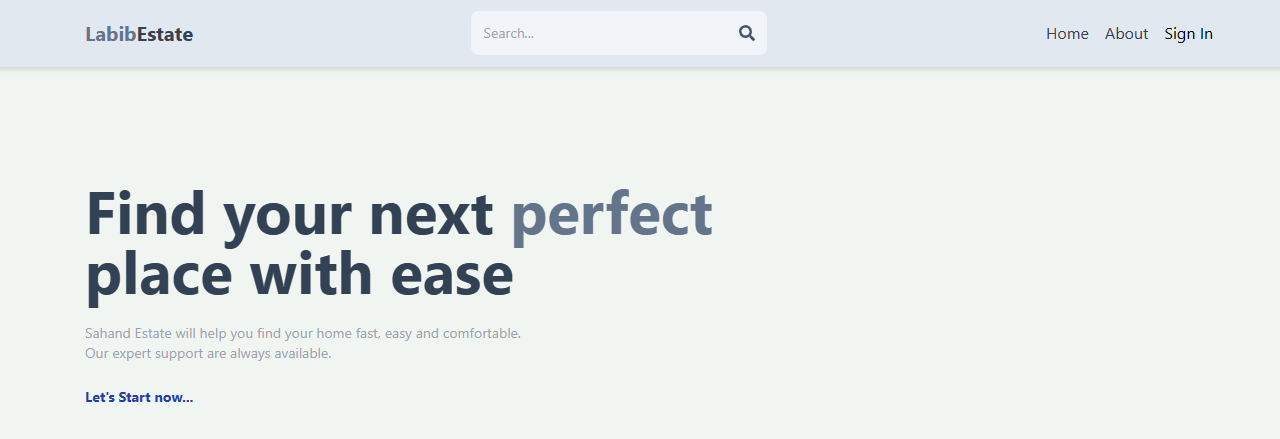 LabibEstate
Search...
Home About Sign In
Find your next perfect
place with ease
Sahand Estate will help you find your home fast, easy and comfortable.
Our expert support are always available.
Let's Start now...